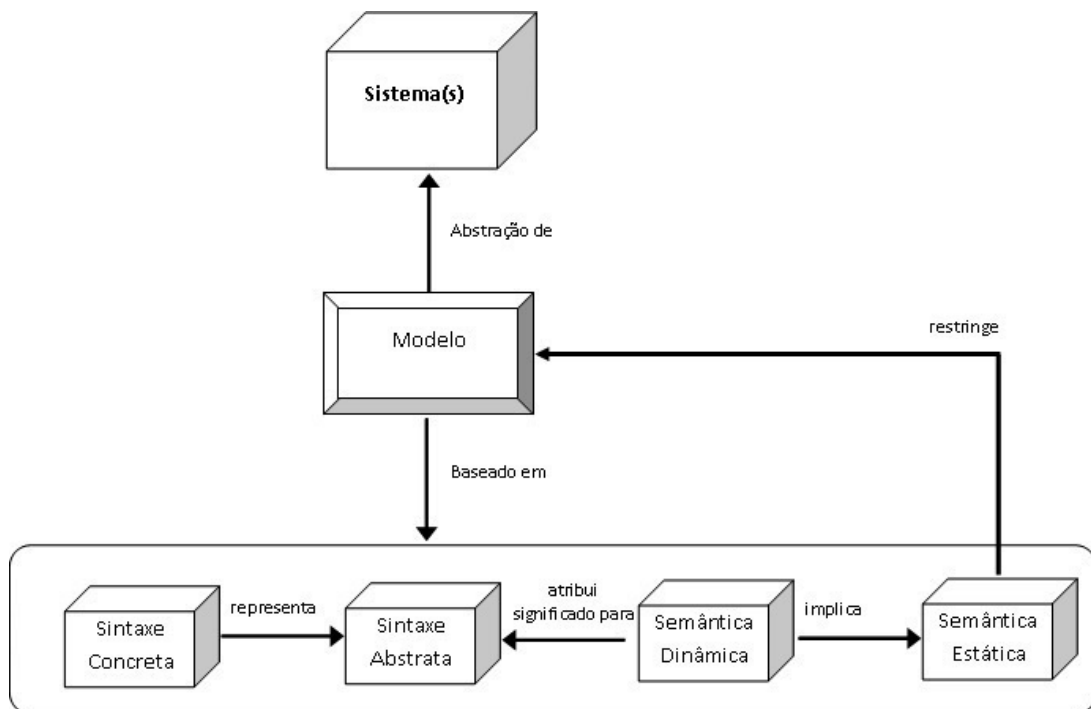 Sistema(s)
Abstração de
Modelo
restringe
Baseado em
representa
atribui
significado para
implica
Sintaxe
Concreta
Sintaxe
Abstrata
Semântica
Dinâmica
Semântica
Estática